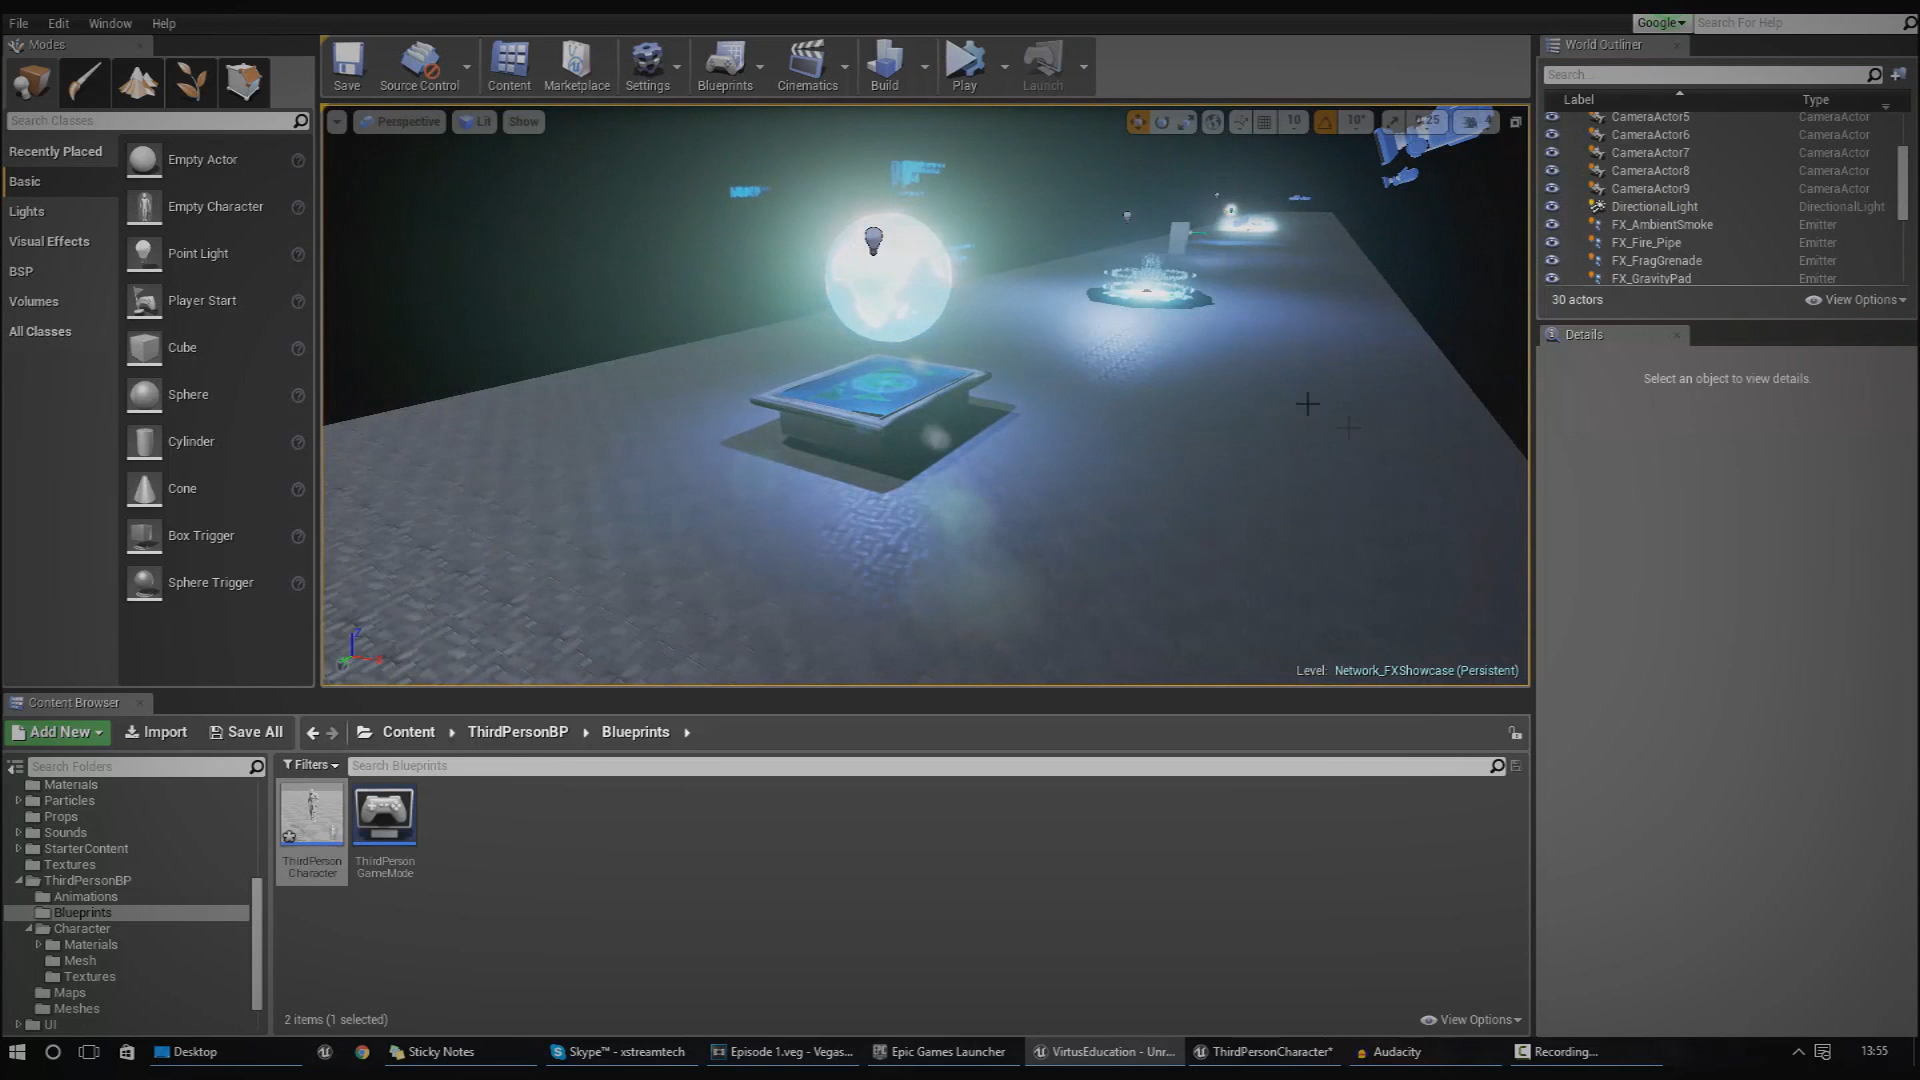 File Edit Window Help
Google Search For Help
Modes
World Outliner
Save Source Control Content Marketplace Settings Blueprints Cinematics Build Play Launch
Search...
Label Type
Search Classes
Perspective Lit Show 10 10° 0.25 4
CameraActor5 CameraActor
CameraActor6 CameraActor
CameraActor7 CameraActor
CameraActor8 CameraActor
CameraActor9 CameraActor
DirectionalLight DirectionalLight
FX_AmbientSmoke Emitter
FX_Fire_Pipe Emitter
FX_FragGrenade Emitter
FX_GravityPad Emitter
30 actors View Options
Details
Select an object to view details.
Recently Placed
Basic
Lights
Visual Effects
BSP
Volumes
All Classes
Empty Actor
Empty Character
Point Light
Player Start
Cube
Sphere
Cylinder
Cone
Box Trigger
Sphere Trigger
Z
Level: Network_FXShowcase (Persistent)
Content Browser
Add New Import Save All Content ThirdPersonBP Blueprints
Search Folders
Filters Search Blueprints
Materials
Particles
Props
Sounds
StarterContent
Textures
ThirdPersonBP
Animations
Blueprints
Character
Materials
Mesh
Textures
Maps
Meshes
UI
ThirdPerson
Character
ThirdPerson
GameMode
2 items (1 selected) View Options
Desktop Sticky Notes Skype™ - xstreamtech Episode 1.veg - Vegas... Epic Games Launcher VirtusEducation - Unr... ThirdPersonCharacter* Audacity Recording... 13:55